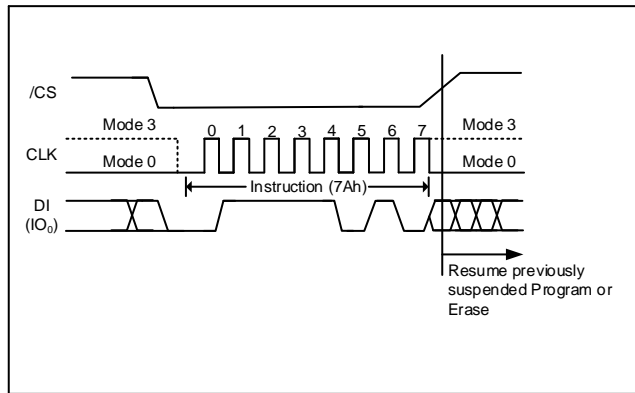 /CS
Mode 3
0 1 2 3 4 5 6 7
Mode 3
CLK
Mode 0
Mode 0
Instruction (7Ah)
DI
(IO₀)
Resume previously
suspended Program or
Erase